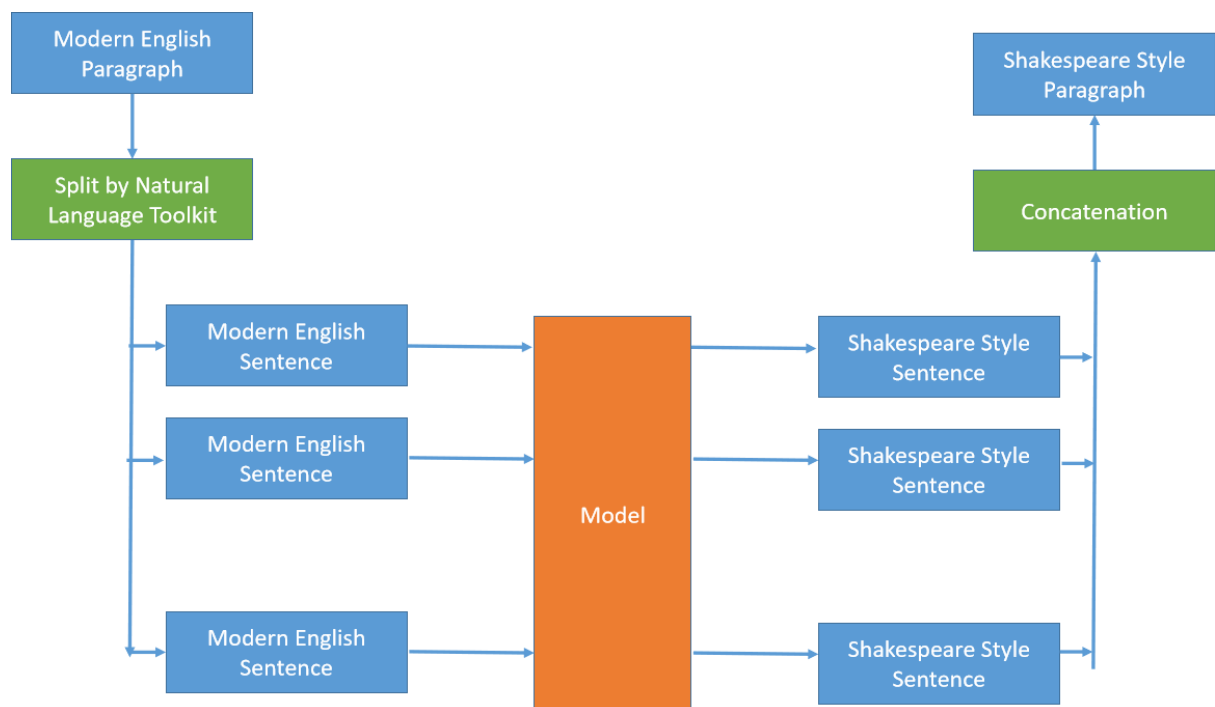 Modern English
Paragraph
Split by Natural
Language Toolkit
Modern English
Sentence
Modern English
Sentence
Modern English
Sentence
Model
Shakespeare Style
Sentence
Shakespeare Style
Sentence
Shakespeare Style
Sentence
Concatenation
Shakespeare Style
Paragraph